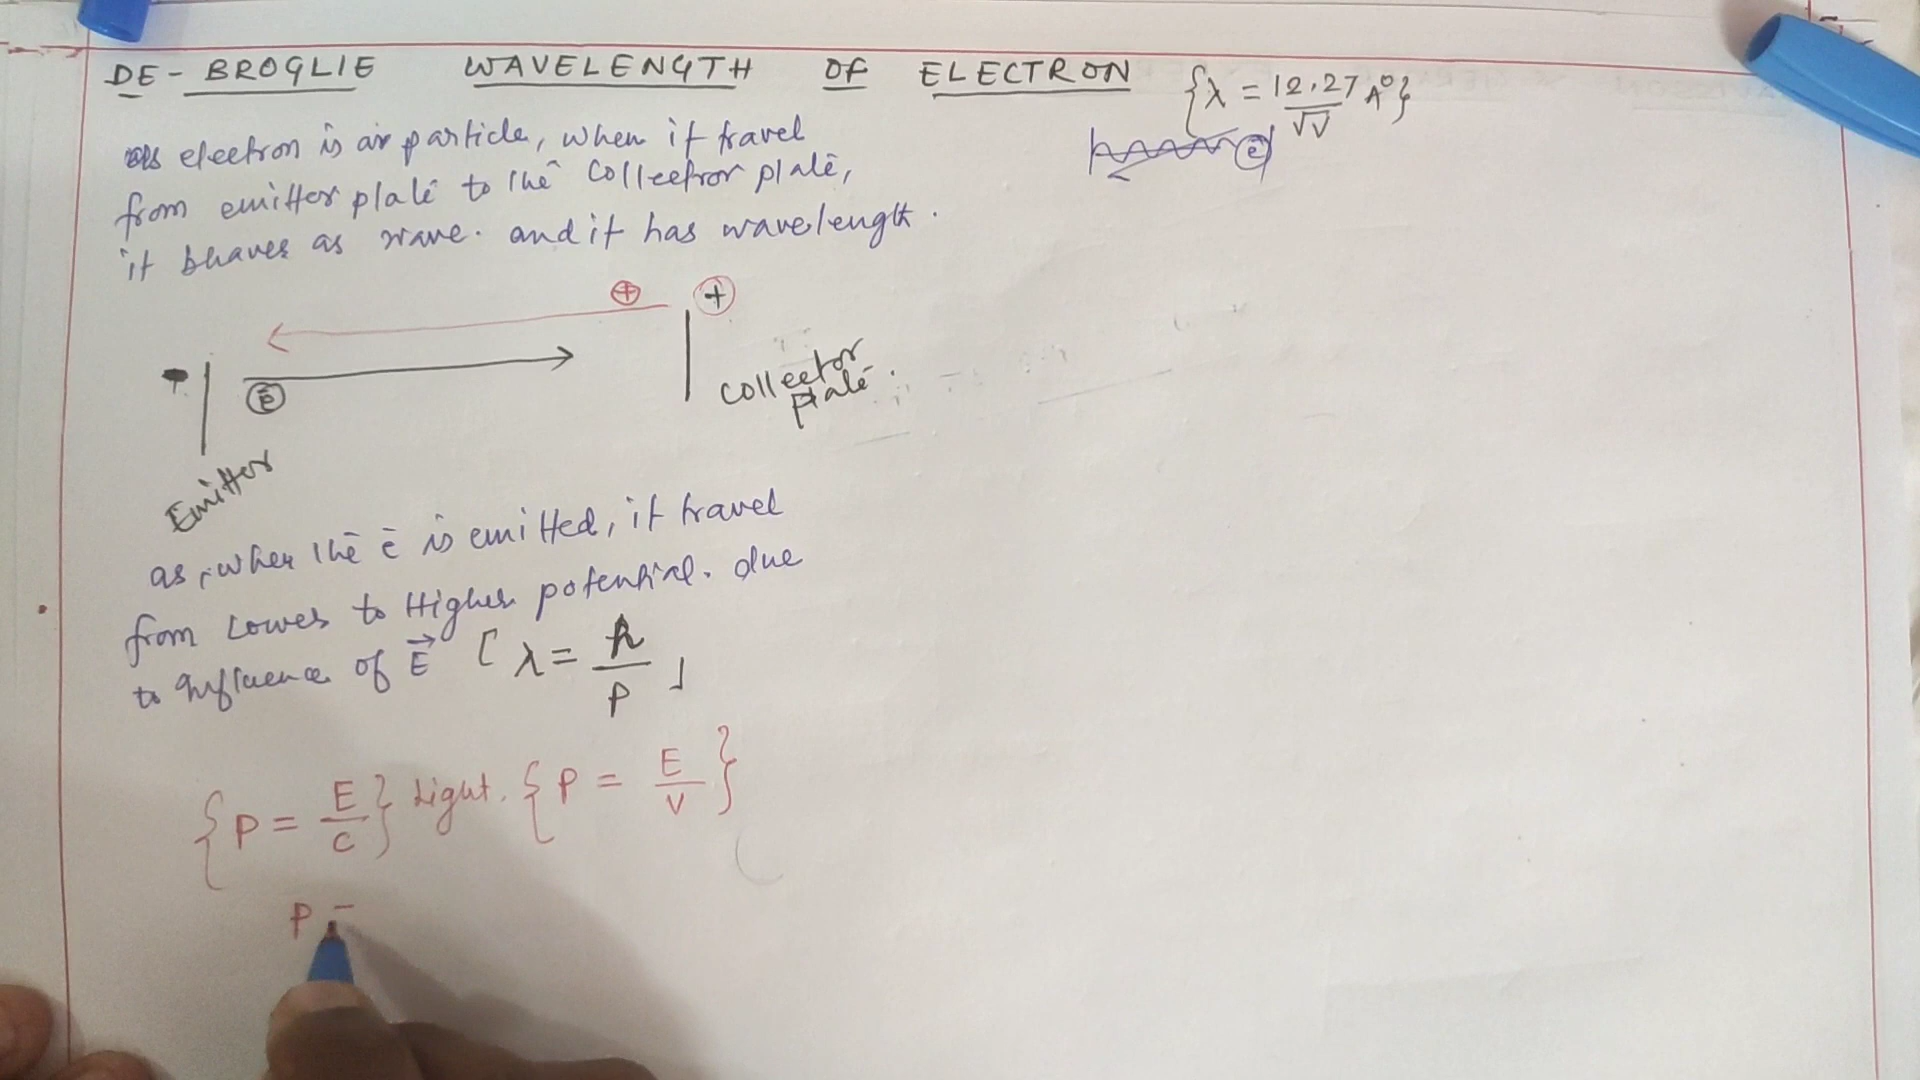 DE-BROGLIE WAVELENGTH OF ELECTRON {λ = 12.27/√V A°}
as electron is a particle, when it travel
from emitter plate to the collector plate,
it bhaves as wave. and it has wavelength.
e⁻
+ +
-
e⁻
collector
plate.
Emitter
as, when the e⁻ is emitted, it travel
from Lower to Higher potential. due
to influence of E⃗ [λ = h/p]
{P = E/C} Light. {P = E/V}
P =